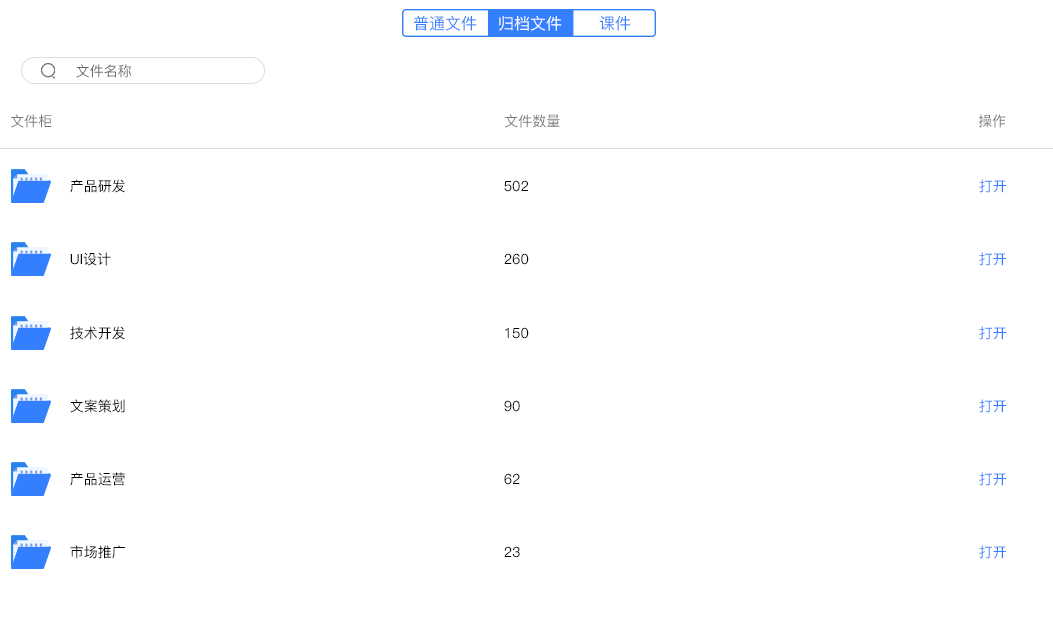 普通文件 归档文件 课件
文件名称
文件柜 文件数量 操作
产品研发 502 打开
UI设计 260 打开
技术开发 150 打开
文案策划 90 打开
产品运营 62 打开
市场推广 23 打开